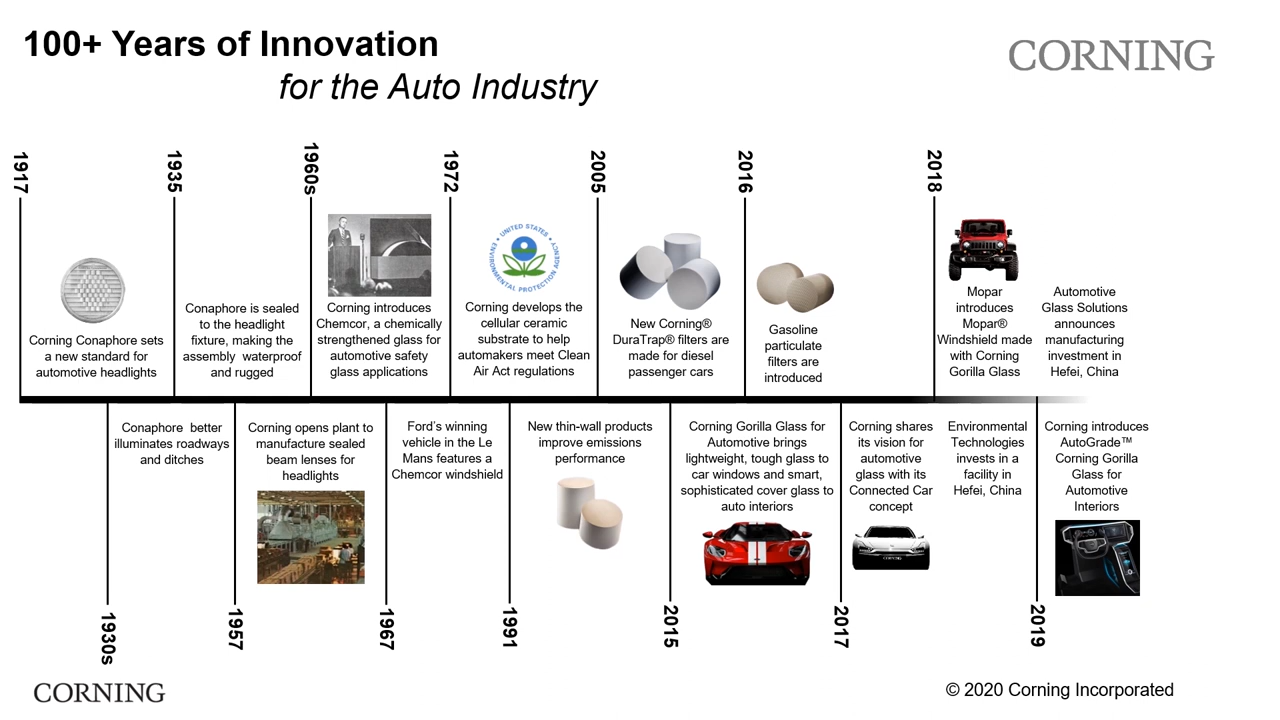 100+ Years of Innovation
for the Auto Industry
CORNING
1917
1935
1960s
1972
2005
2016
2018
Corning Conaphore sets
a new standard for
automotive headlights
Conaphore is sealed
to the headlight
fixture, making the
assembly waterproof
and rugged
Corning introduces
Chemcor, a chemically
strengthened glass for
automotive safety
glass applications
UNITED STATES
ENVIRONMENTAL PROTECTION AGENCY
Corning develops the
cellular ceramic
substrate to help
automakers meet Clean
Air Act regulations
New Corning®
DuraTrap® filters are
made for diesel
passenger cars
Gasoline
particulate
filters are
introduced
Mopar
introduces
Mopar®
Windshield made
with Corning
Gorilla Glass
Automotive
Glass Solutions
announces
manufacturing
investment in
Hefei, China
Conaphore better
illuminates roadways
and ditches
Corning opens plant to
manufacture sealed
beam lenses for
headlights
Ford's winning
vehicle in the Le
Mans features a
Chemcor windshield
New thin-wall products
improve emissions
performance
Corning Gorilla Glass for
Automotive brings
lightweight, tough glass to
car windows and smart,
sophisticated cover glass to
auto interiors
Corning shares
its vision for
automotive
glass with its
Connected Car
concept
CORNING
Environmental
Technologies
invests in a
facility in
Hefei, China
Corning introduces
AutoGrade™
Corning Gorilla
Glass for
Automotive
Interiors
1930s
1957
1967
1991
2015
2017
2019
CORNING
© 2020 Corning Incorporated